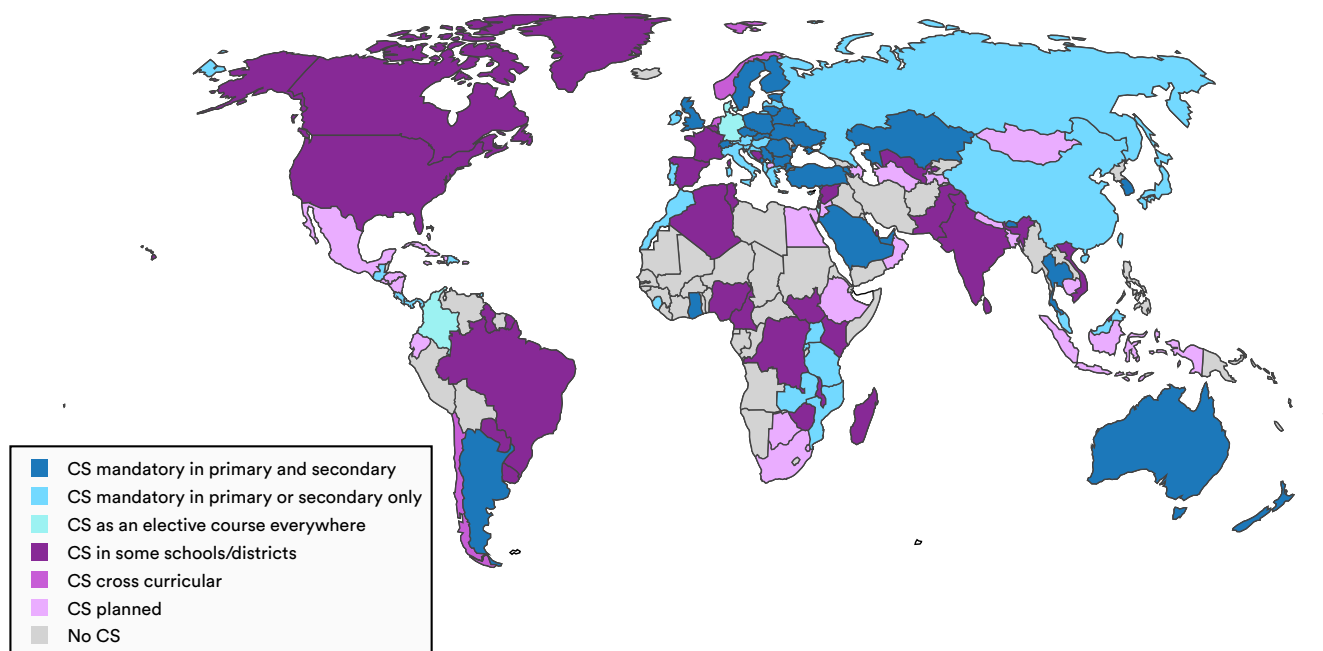 CS mandatory in primary and secondary
CS mandatory in primary or secondary only
CS as an elective course everywhere
CS in some schools/districts
CS cross curricular
CS planned
No CS